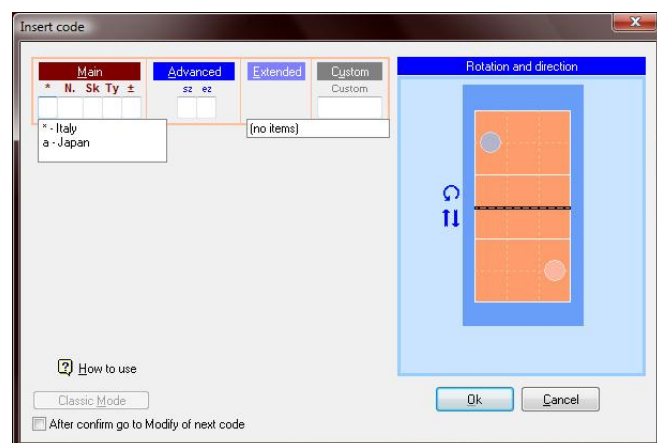 Insert code
Main Advanced Extended Cystom
* N. Sk Ty ± sz ez Custom
* - Italy (no items)
a - Japan
Rotation and direction
How to use
Classic Mode
After confirm go to Modify of next code
Ok Cancel